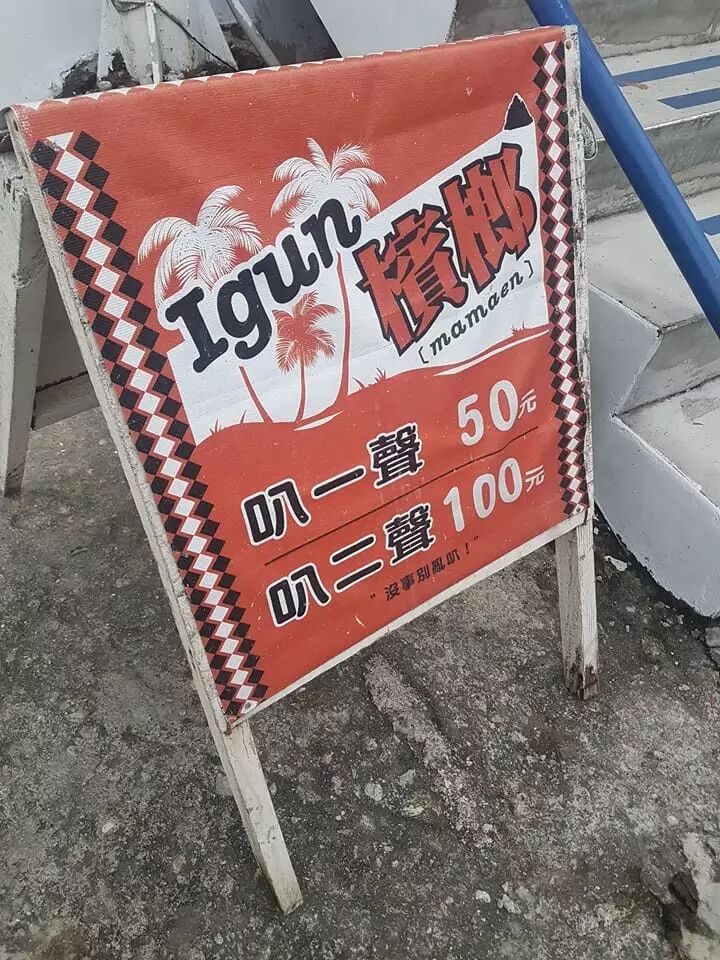 Igun 檳榔
[mamaen]
叭一聲 50元
叭二聲 100元
"沒事別亂叭！"